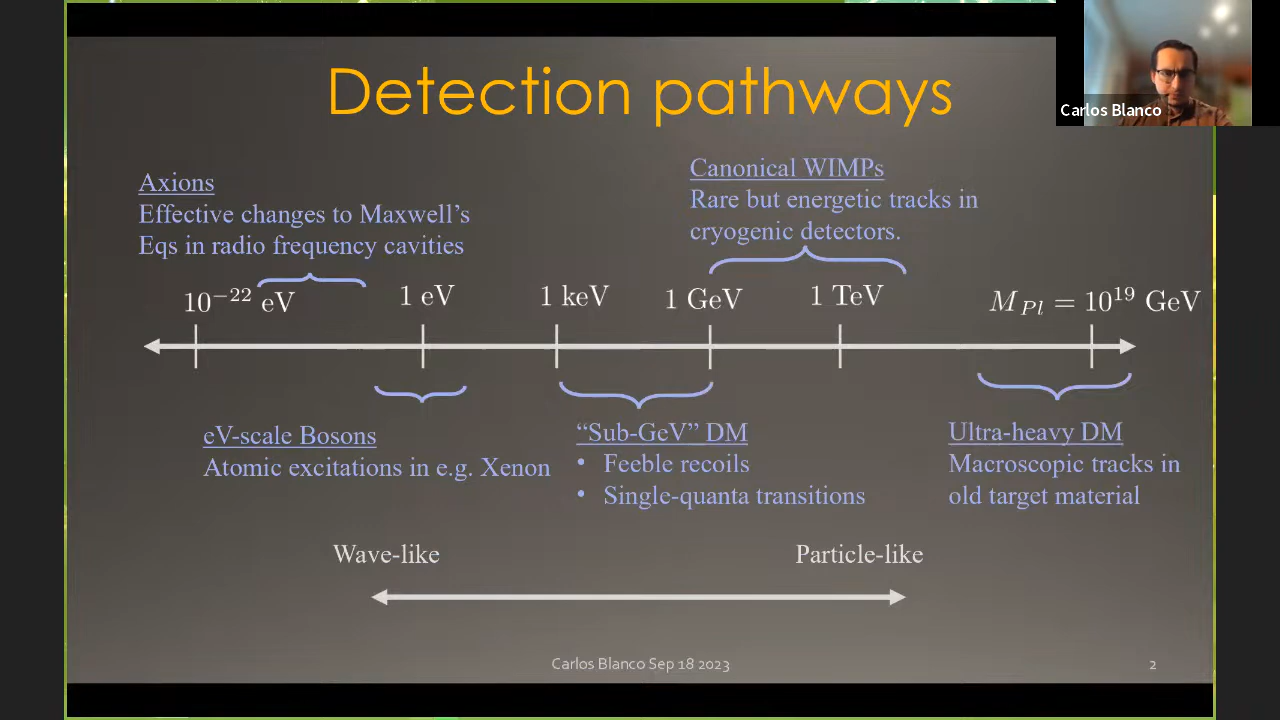 Detection pathways
Carlos Blanco
Axions
Effective changes to Maxwell’s
Eqs in radio frequency cavities
Canonical WIMPs
Rare but energetic tracks in
cryogenic detectors.
10⁻²² eV
1 eV
1 keV
1 GeV
1 TeV
M_Pl = 10¹⁹ GeV
eV-scale Bosons
Atomic excitations in e.g. Xenon
“Sub-GeV” DM
• Feeble recoils
• Single-quanta transitions
Ultra-heavy DM
Macroscopic tracks in
old target material
Wave-like
Particle-like
Carlos Blanco Sep 18 2023
2